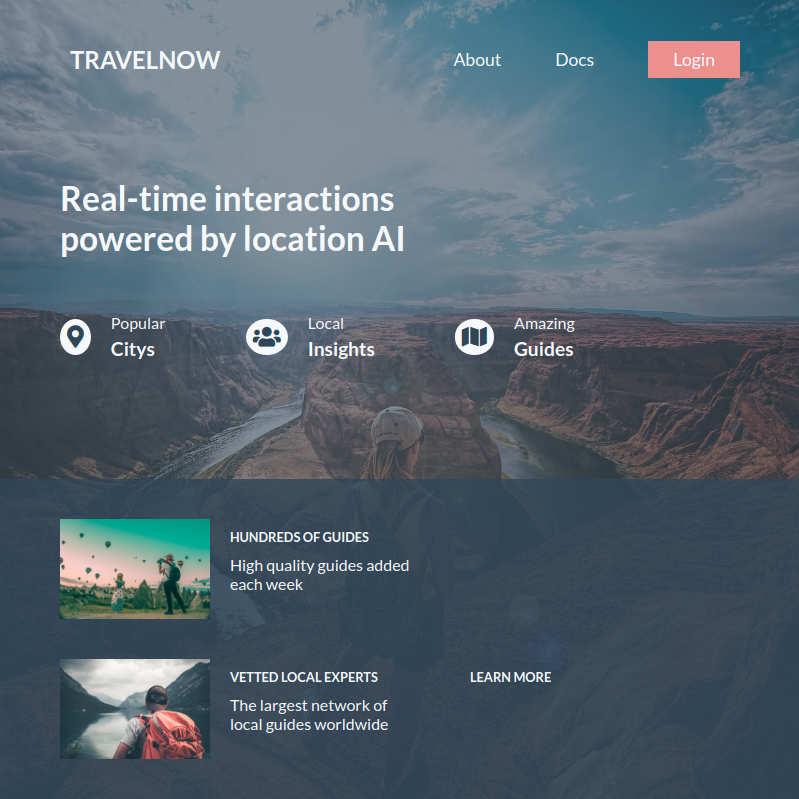 TRAVELNOW
About
Docs
Login
Real-time interactions
powered by location AI
Popular
Citys
Local
Insights
Amazing
Guides
HUNDREDS OF GUIDES
High quality guides added
each week
VETTED LOCAL EXPERTS
The largest network of
local guides worldwide
LEARN MORE